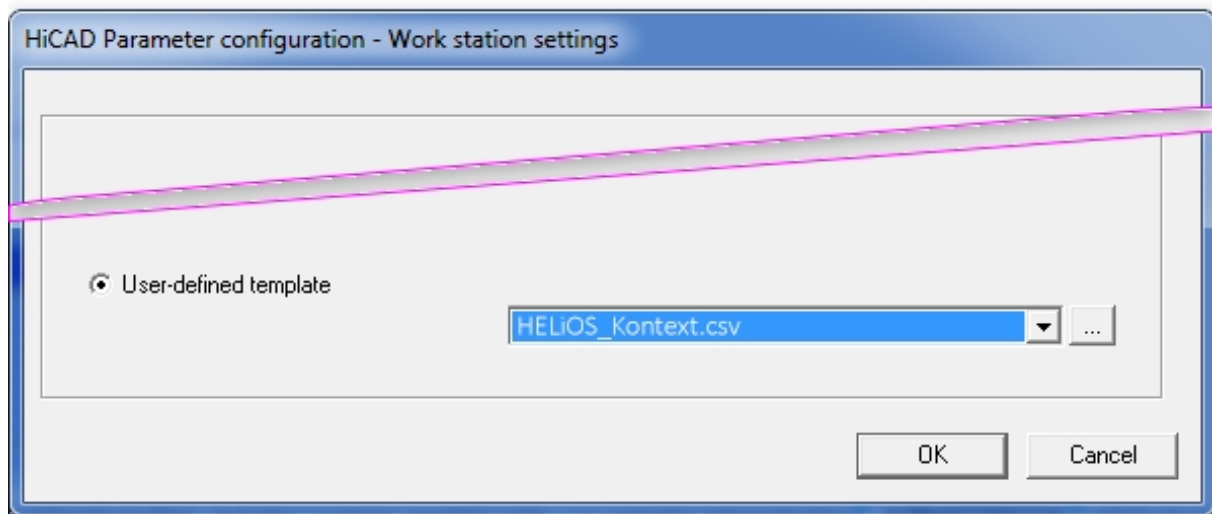 HiCAD Parameter configuration - Work station settings
User-defined template
HELiOS_Kontext.csv
...
OK Cancel